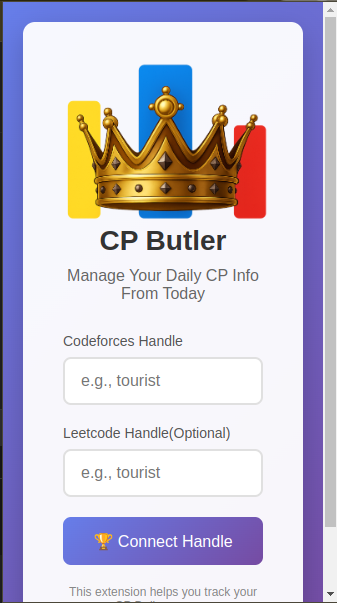 CP Butler
Manage Your Daily CP Info
From Today
Codeforces Handle
e.g., tourist
Leetcode Handle(Optional)
e.g., tourist
🏆 Connect Handle
This extension helps you track your